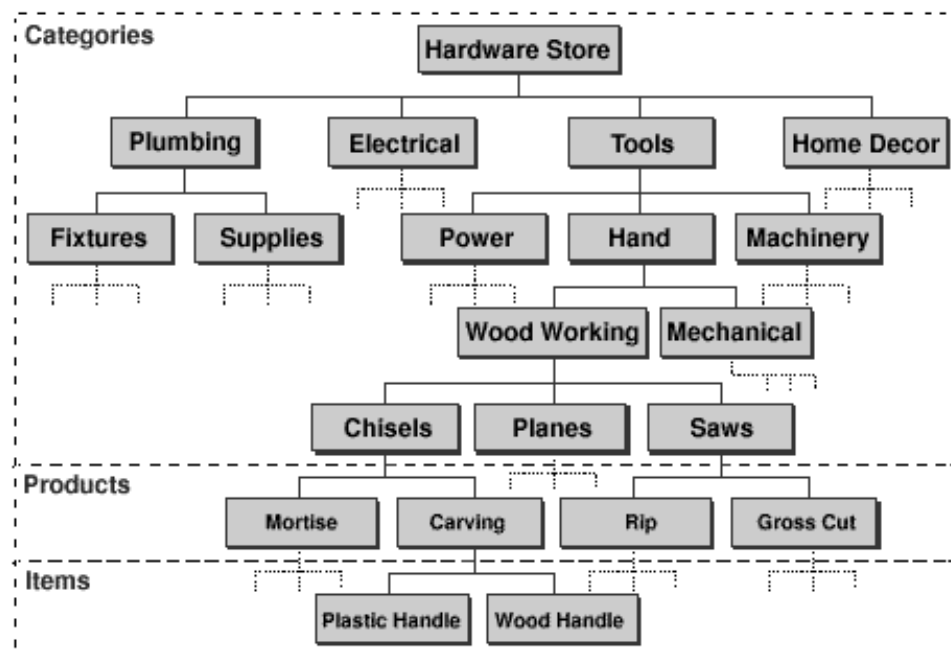 Categories
Hardware Store
Plumbing
Electrical
Tools
Home Decor
Fixtures
Supplies
Power
Hand
Machinery
Wood Working
Mechanical
Chisels
Planes
Saws
Products
Mortise
Carving
Rip
Gross Cut
Items
Plastic Handle
Wood Handle